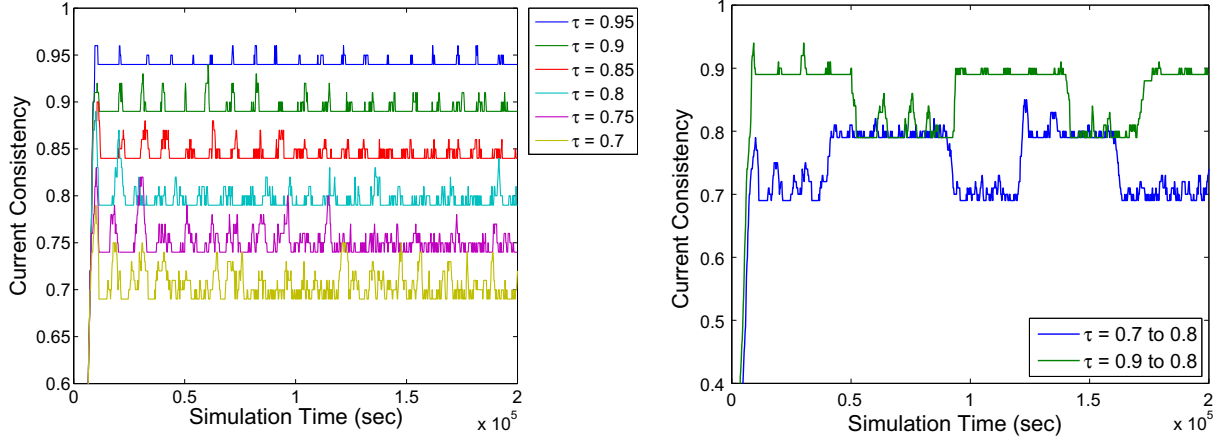 1
0.95
0.9
0.85
0.8
0.75
0.7
0.6
Current Consistency
0 0.5 1 1.5 2
x 10^5
Simulation Time (sec)
τ = 0.95
τ = 0.9
τ = 0.85
τ = 0.8
τ = 0.75
τ = 0.7
1
0.9
0.8
0.7
0.6
0.5
0.4
Current Consistency
0 0.5 1 1.5 2
x 10^5
Simulation Time (sec)
τ = 0.7 to 0.8
τ = 0.9 to 0.8